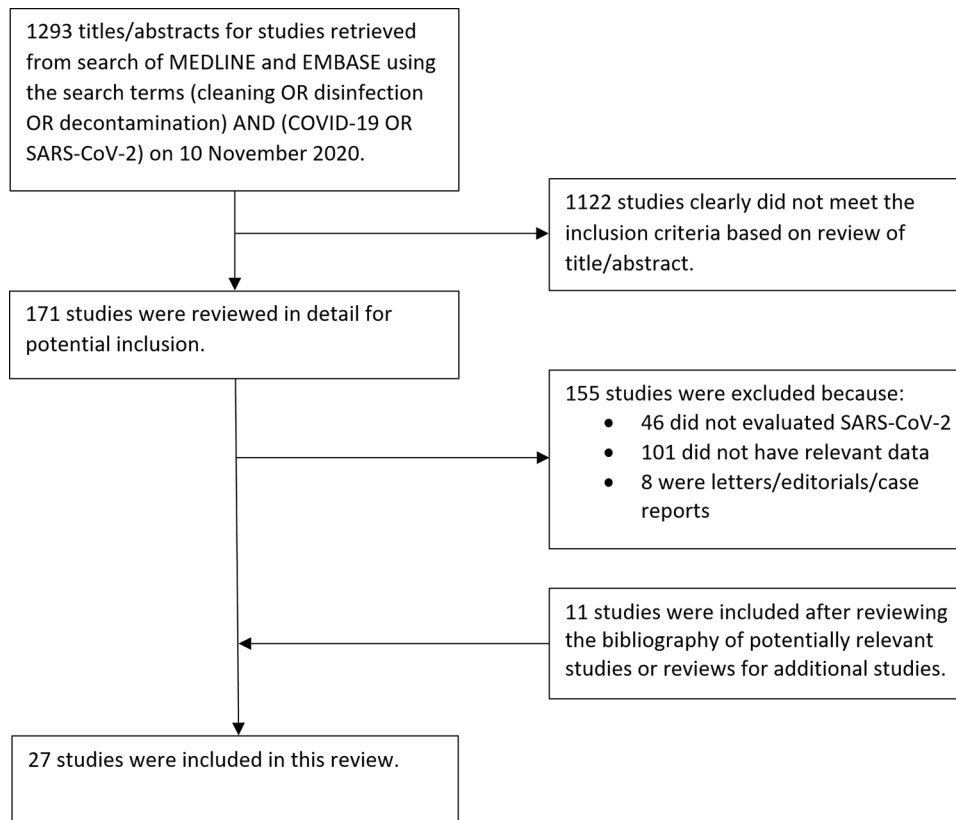 1293 titles/abstracts for studies retrieved
from search of MEDLINE and EMBASE using
the search terms (cleaning OR disinfection
OR decontamination) AND (COVID-19 OR
SARS-CoV-2) on 10 November 2020.
1122 studies clearly did not meet the
inclusion criteria based on review of
title/abstract.
171 studies were reviewed in detail for
potential inclusion.
155 studies were excluded because:
• 46 did not evaluated SARS-CoV-2
• 101 did not have relevant data
• 8 were letters/editorials/case
reports
11 studies were included after reviewing
the bibliography of potentially relevant
studies or reviews for additional studies.
27 studies were included in this review.